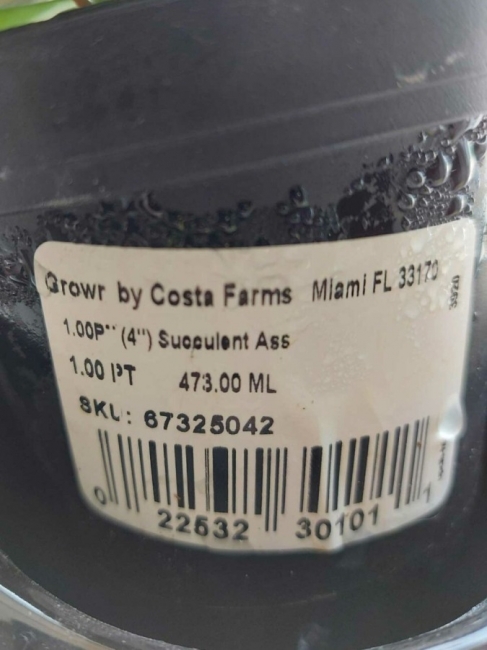 Growr by Costa Farms Miami FL 33170
3920
1.00P" (4") Succulent Ass
1.00 PT 473.00 ML
SKU: 67325042
0 22532 30101 1